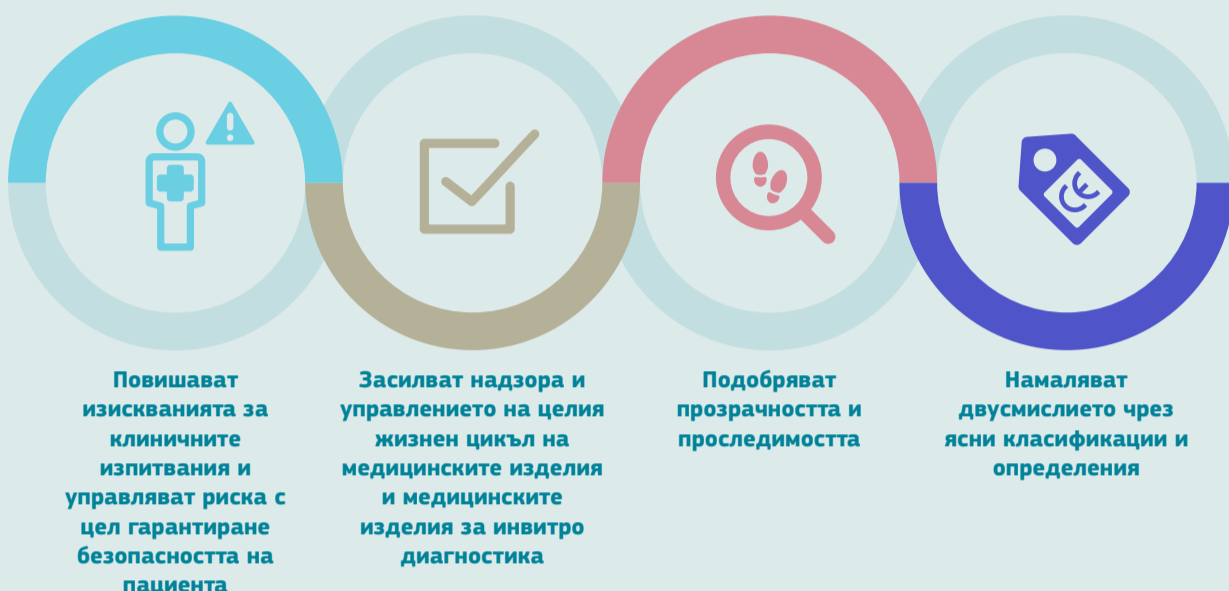 CE
Повишават
изискванията за
клиничните
изпитвания и
управляват риска с
цел гарантиране
безопасността на
пациента
Засилват надзора и
управлението на целия
жизнен цикъл на
медицинските изделия
и медицинските
изделия за инвитро
диагностика
Подобряват
прозрачността и
проследимостта
Намаляват
двусмислието чрез
ясни класификации и
определения